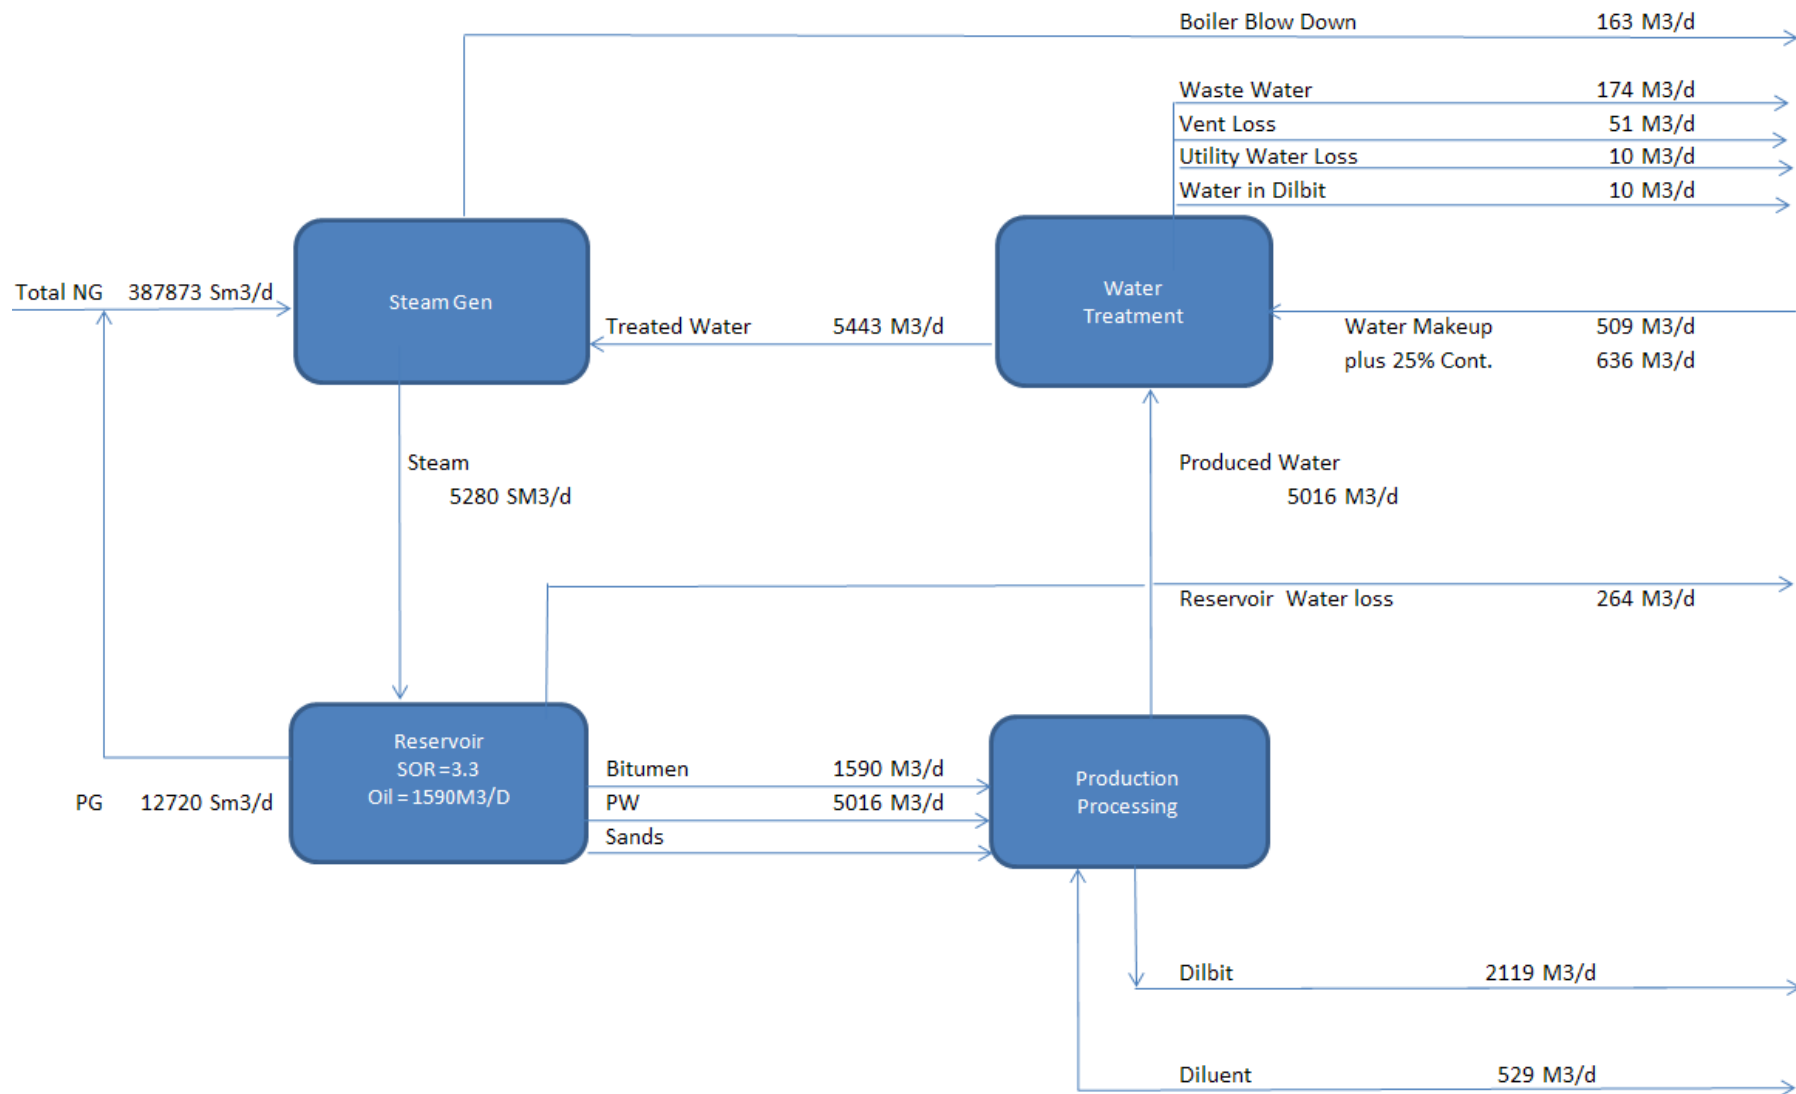 Boiler Blow Down 163 M3/d
Waste Water 174 M3/d
Vent Loss 51 M3/d
Utility Water Loss 10 M3/d
Water in Dilbit 10 M3/d
Total NG 387873 Sm3/d
Steam Gen
Water
Treatment
Treated Water 5443 M3/d
Water Makeup 509 M3/d
plus 25% Cont. 636 M3/d
Steam
5280 SM3/d
Produced Water
5016 M3/d
Reservoir Water loss 264 M3/d
Reservoir
SOR =3.3
Oil = 1590M3/D
PG 12720 Sm3/d
Bitumen 1590 M3/d
PW 5016 M3/d
Sands
Production
Processing
Dilbit 2119 M3/d
Diluent 529 M3/d